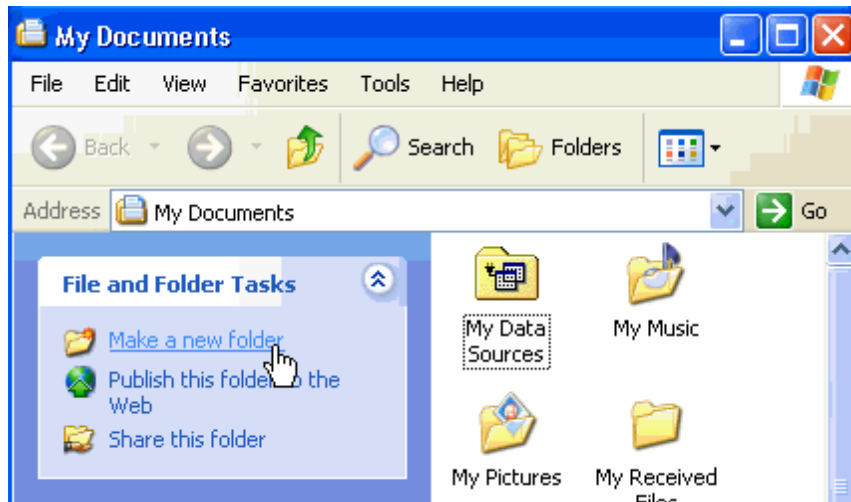 My Documents
File Edit View Favorites Tools Help
Back Search Folders
Address My Documents Go
File and Folder Tasks
Make a new folder
Publish this folder to the
Web
Share this folder
My Data
Sources
My Music
My Pictures
My Received
Files